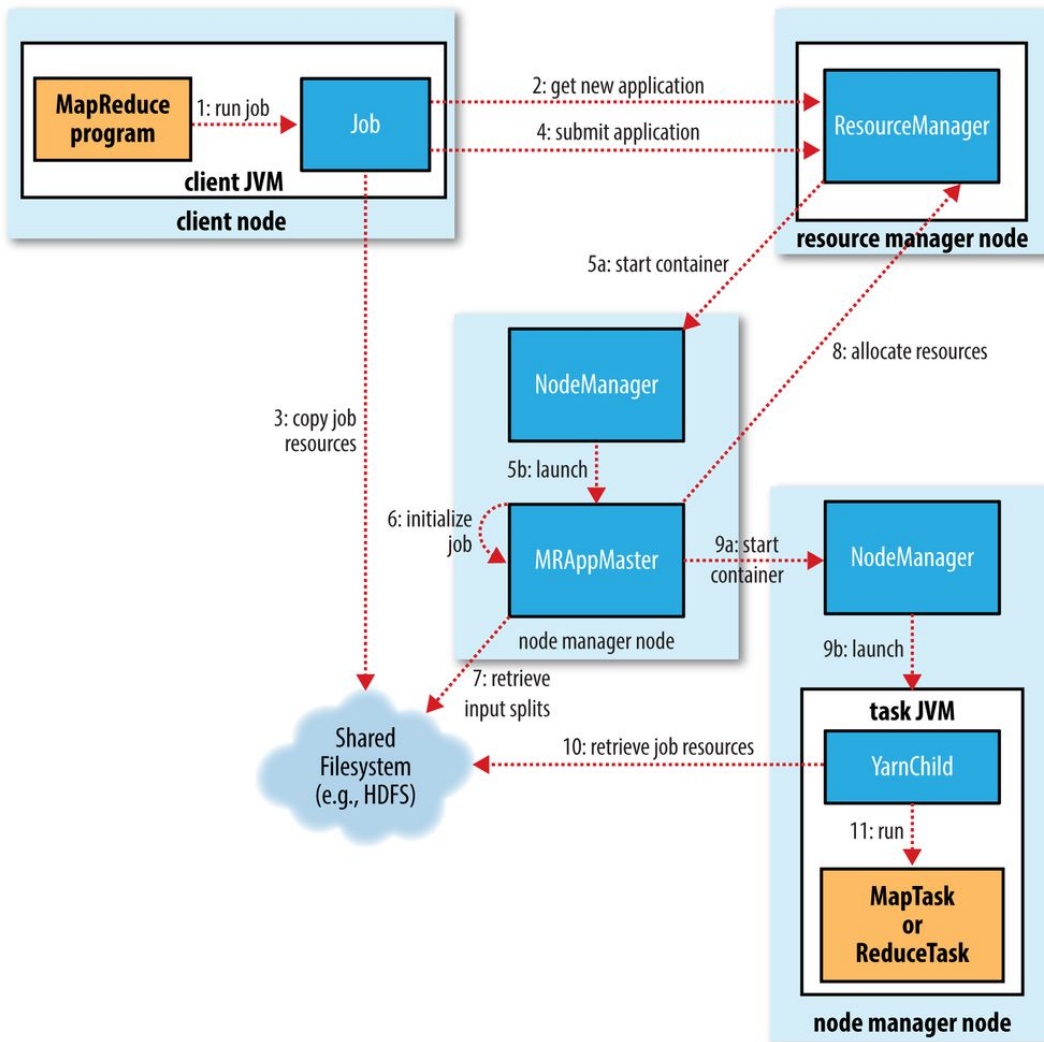 MapReduce
program
1: run job
Job
client JVM
client node
2: get new application
4: submit application
ResourceManager
resource manager node
5a: start container
8: allocate resources
3: copy job
resources
NodeManager
5b: launch
6: initialize
job
MRAppMaster
node manager node
9a: start
container
NodeManager
9b: launch
7: retrieve
input splits
Shared
Filesystem
(e.g., HDFS)
10: retrieve job resources
task JVM
YarnChild
11: run
MapTask
or
ReduceTask
node manager node